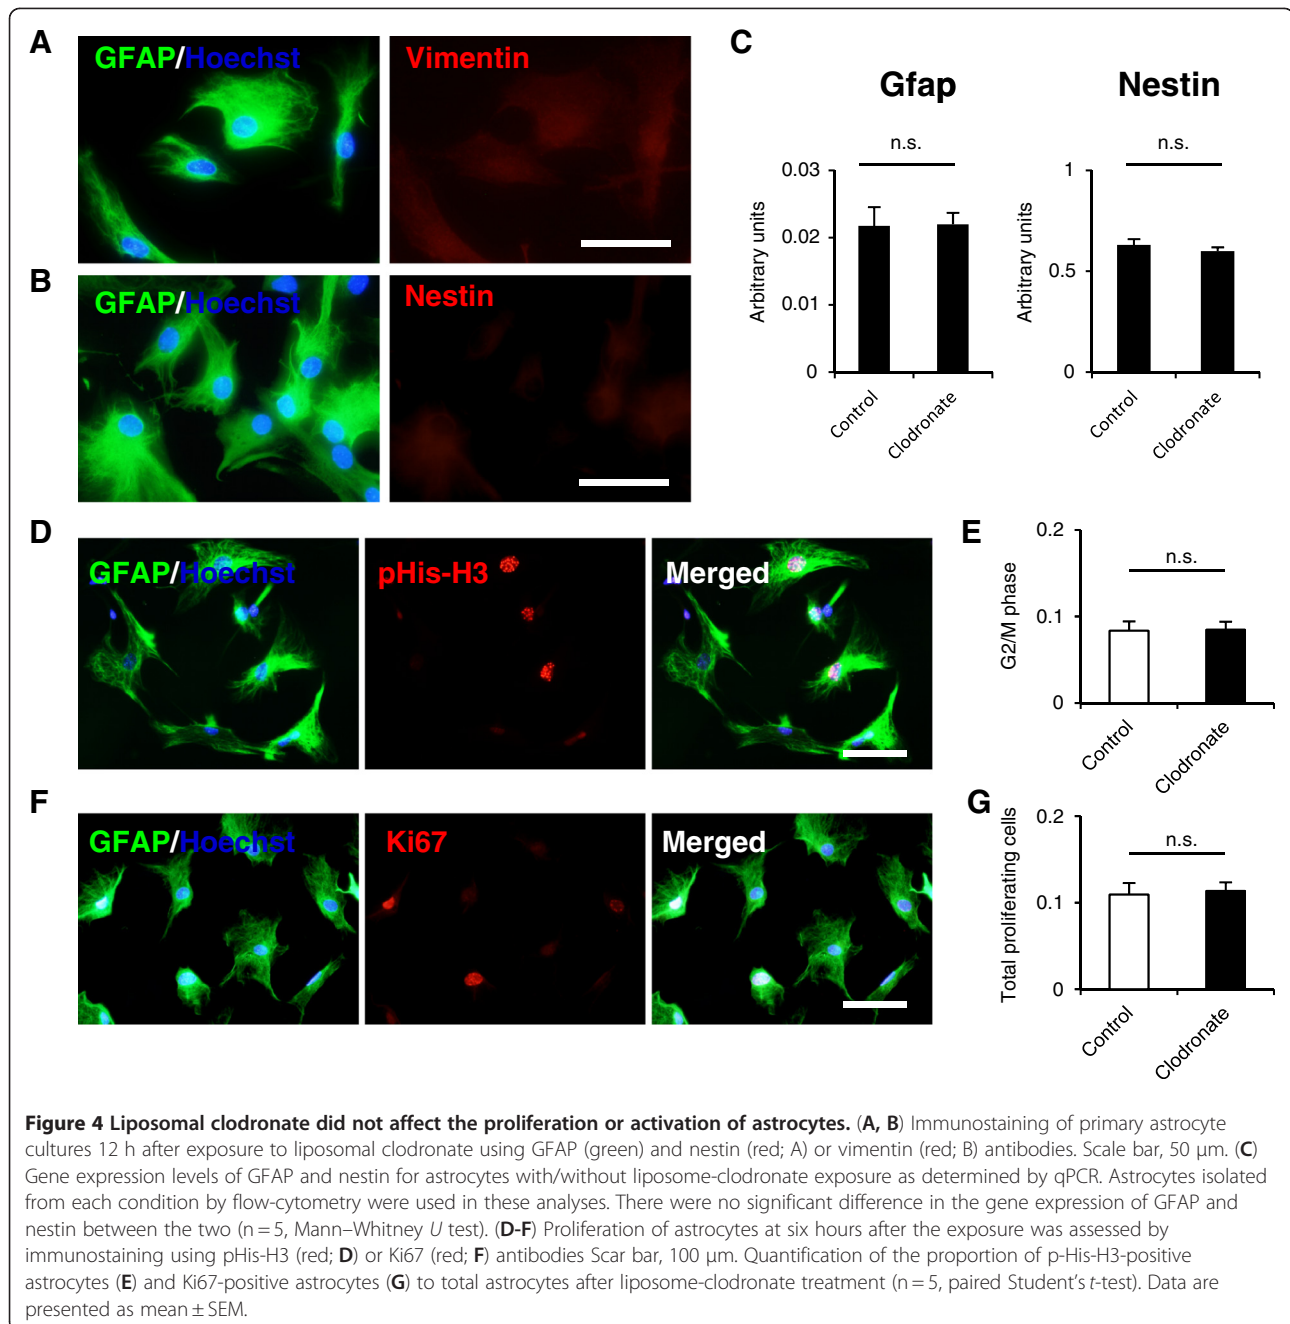 A
GFAP/Hoechst
Vimentin
B
GFAP/Hoechst
Nestin
C
Gfap
n.s.
0.03
0.02
0.01
0
Arbitrary units
Control
Clodronate
Nestin
n.s.
1
0.5
0
Arbitrary units
Control
Clodronate
D
GFAP/Hoechst
pHis-H3
Merged
E
0.2
0.1
0
G2/M phase
n.s.
Control
Clodronate
F
GFAP/Hoechst
Ki67
Merged
G
0.2
0.1
0
Total proliferating cells
n.s.
Control
Clodronate
Figure 4 Liposomal clodronate did not affect the proliferation or activation of astrocytes. (A, B) Immunostaining of primary astrocyte
cultures 12 h after exposure to liposomal clodronate using GFAP (green) and nestin (red; A) or vimentin (red; B) antibodies. Scale bar, 50 μm. (C)
Gene expression levels of GFAP and nestin for astrocytes with/without liposome-clodronate exposure as determined by qPCR. Astrocytes isolated
from each condition by flow-cytometry were used in these analyses. There were no significant difference in the gene expression of GFAP and
nestin between the two (n = 5, Mann–Whitney U test). (D-F) Proliferation of astrocytes at six hours after the exposure was assessed by
immunostaining using pHis-H3 (red; D) or Ki67 (red; F) antibodies Scar bar, 100 μm. Quantification of the proportion of p-His-H3-positive
astrocytes (E) and Ki67-positive astrocytes (G) to total astrocytes after liposome-clodronate treatment (n = 5, paired Student's t-test). Data are
presented as mean ± SEM.